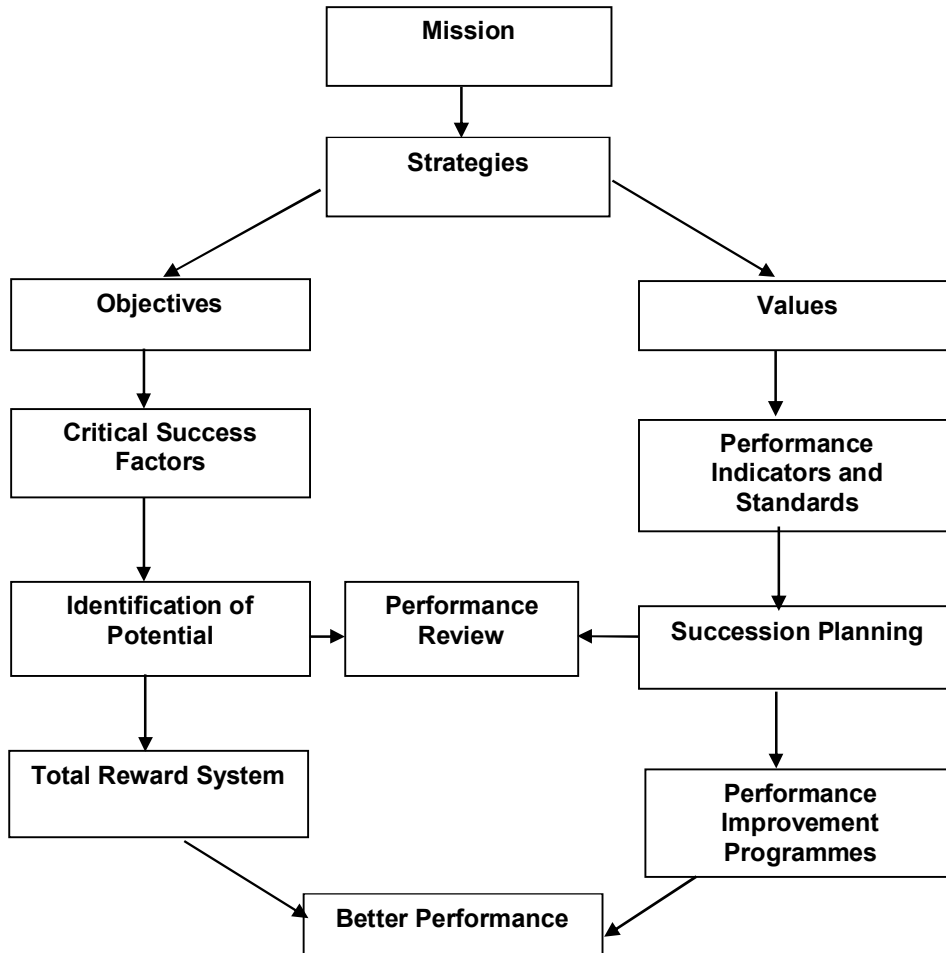 Mission
Strategies
Objectives
Values
Critical Success
Factors
Performance
Indicators and
Standards
Identification of
Potential
Performance
Review
Succession Planning
Total Reward System
Performance
Improvement
Programmes
Better Performance